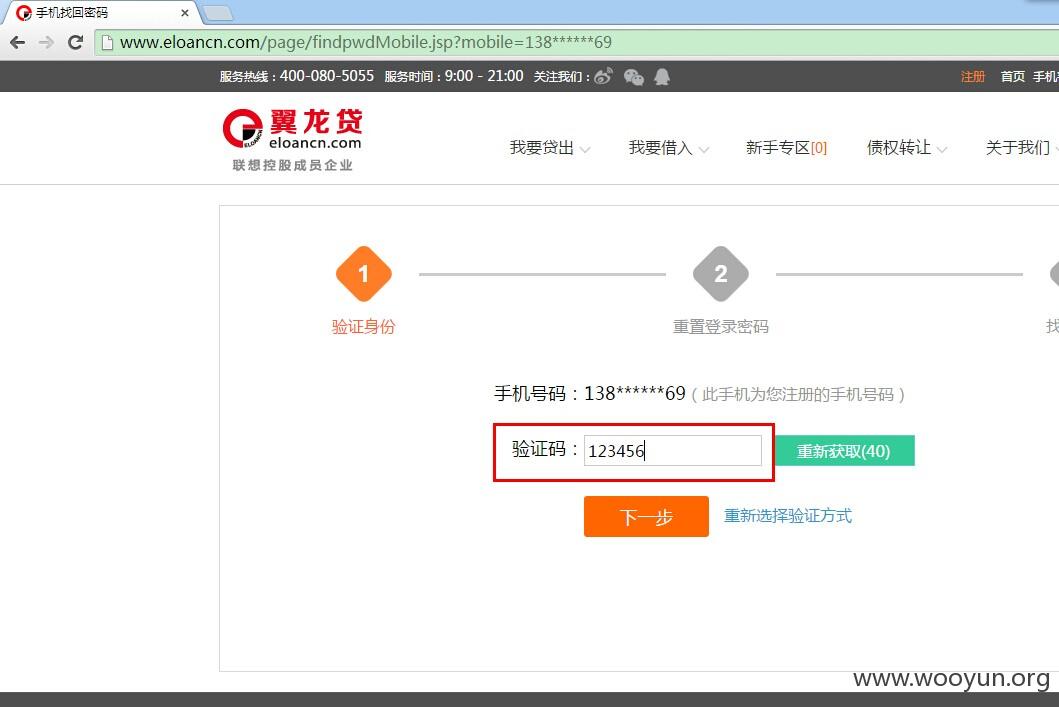 手机找回密码
www.eloancn.com/page/findpwdMobile.jsp?mobile=138******69
服务热线：400-080-5055 服务时间：9:00 - 21:00 关注我们： 注册 首页 手机
翼龙贷
eloancn.com
联想控股成员企业
我要贷出 我要借入 新手专区[0] 债权转让 关于我们
1 2
验证身份 重置登录密码 找
手机号码：138******69（此手机为您注册的手机号码）
验证码：123456 重新获取(40)
下一步 重新选择验证方式
www.wooyun.org